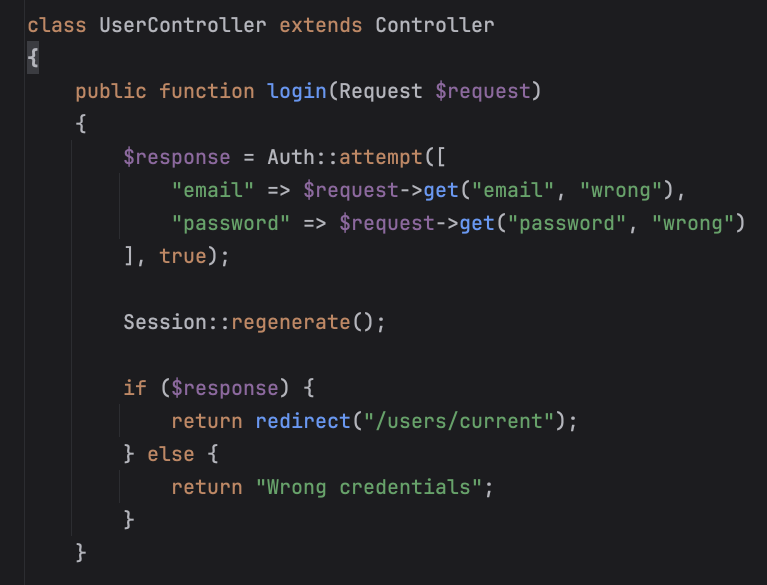 class UserController extends Controller
{
    public function login(Request $request)
    {
        $response = Auth::attempt([
            "email" => $request->get("email", "wrong"),
            "password" => $request->get("password", "wrong")
        ], true);

        Session::regenerate();

        if ($response) {
            return redirect("/users/current");
        } else {
            return "Wrong credentials";
        }
    }